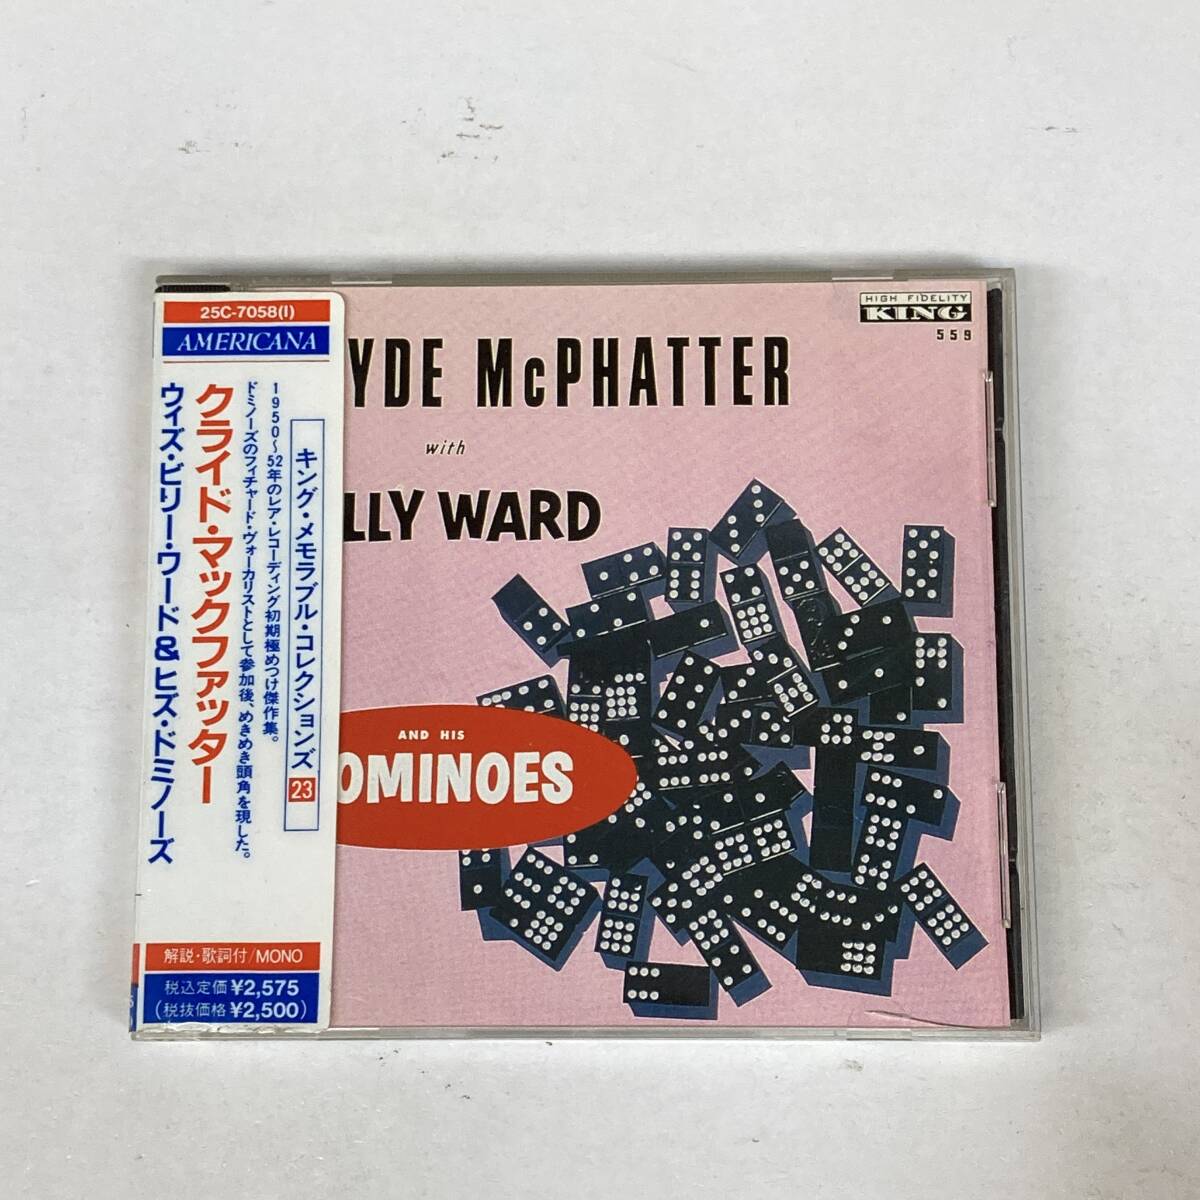 25C-7058(I)
AMERICANA
キング・メモラブル・コレクションズ 23
1950〜52年のレア・レコーディング初期極めつけ傑作集。
ドミノーズのフィチャード・ヴォーカリストとして参加後、めきめき頭角を現した。
クライド・マックファッター
ウィズ・ビリー・ワード&ヒズ・ドミノーズ
解説・歌詞付/MONO
税込定価¥2,575
(税抜価格¥2,500)
HIGH FIDELITY
KING
559
YDE McPHATTER
with
LLY WARD
AND HIS
OMINOES